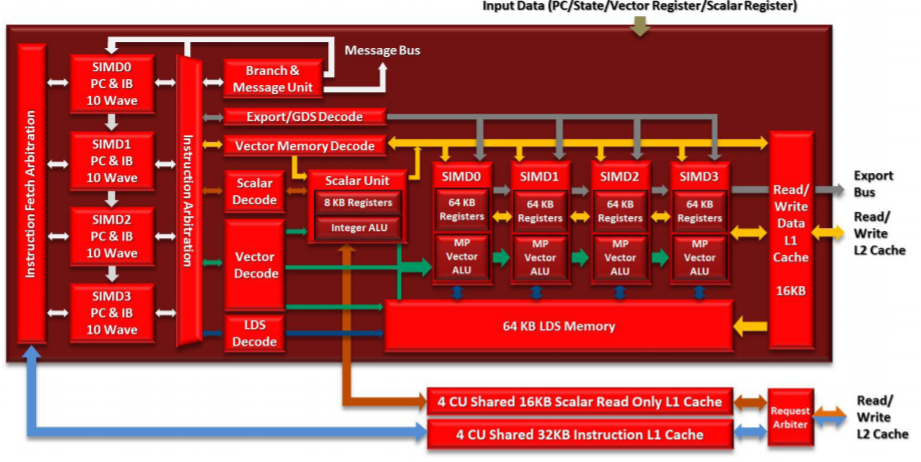 Input Data (PC/State/Vector Register/Scalar Register)
Instruction Fetch Arbitration
SIMD0
PC & IB
10 Wave
SIMD1
PC & IB
10 Wave
SIMD2
PC & IB
10 Wave
SIMD3
PC & IB
10 Wave
Instruction Arbitration
Branch &
Message Unit
Message Bus
Export/GDS Decode
Vector Memory Decode
Scalar
Decode
Scalar Unit
8 KB Registers
Integer ALU
Vector
Decode
LDS
Decode
SIMD0
64 KB
Registers
MP
Vector
ALU
SIMD1
64 KB
Registers
MP
Vector
ALU
SIMD2
64 KB
Registers
MP
Vector
ALU
SIMD3
64 KB
Registers
MP
Vector
ALU
64 KB LDS Memory
Read/
Write
Data
L1
Cache
16KB
Export
Bus
Read/
Write
L2 Cache
4 CU Shared 16KB Scalar Read Only L1 Cache
4 CU Shared 32KB Instruction L1 Cache
Request
Arbiter
Read/
Write
L2 Cache